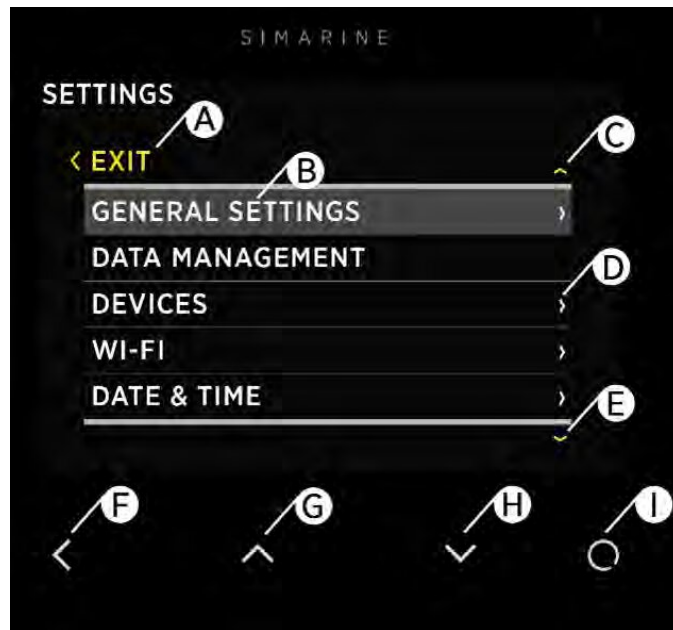 SIMARINE
SETTINGS
A
< EXIT
B
C
GENERAL SETTINGS
DATA MANAGEMENT
D
DEVICES
WI-FI
DATE & TIME
E
F
G
H
I